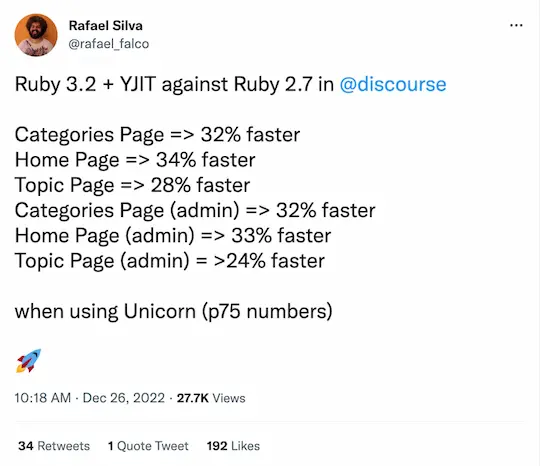 Rafael Silva
@rafael_falco
Ruby 3.2 + YJIT against Ruby 2.7 in @discourse
Categories Page => 32% faster
Home Page => 34% faster
Topic Page => 28% faster
Categories Page (admin) => 32% faster
Home Page (admin) => 33% faster
Topic Page (admin) = >24% faster
when using Unicorn (p75 numbers)
🚀
10:18 AM · Dec 26, 2022 · 27.7K Views
34 Retweets 1 Quote Tweet 192 Likes